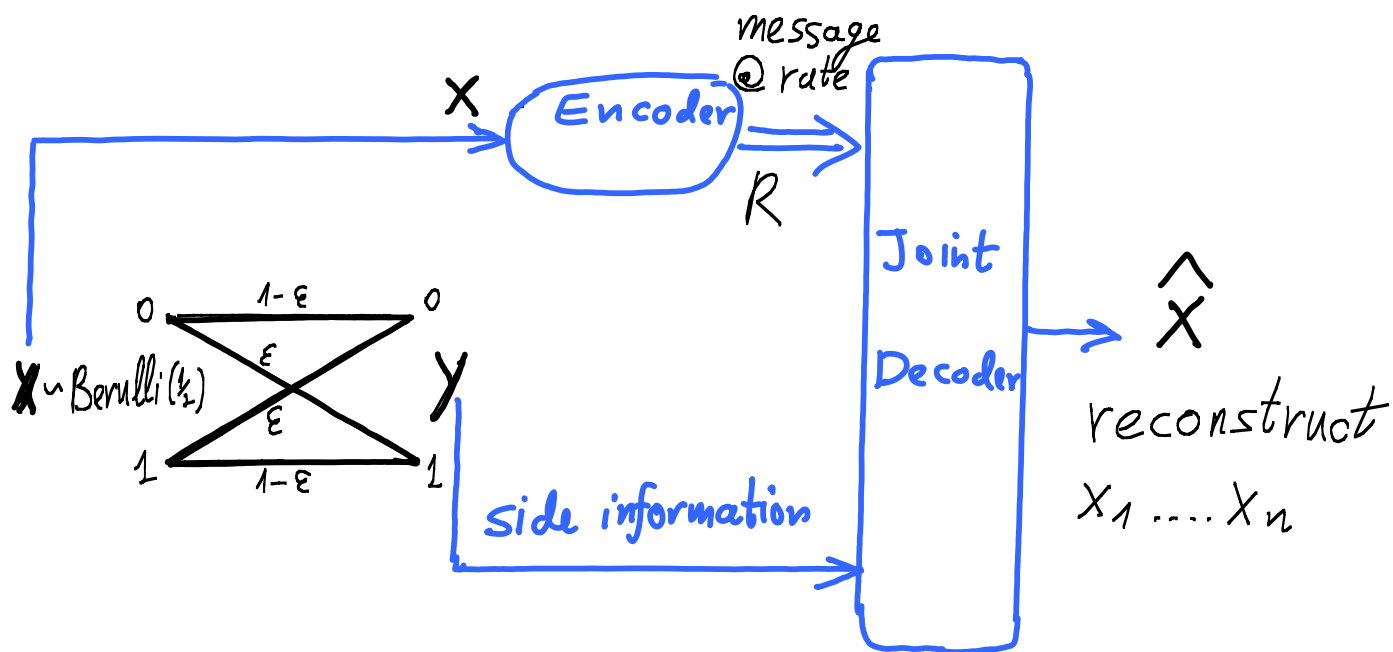 message
@ rate
X
Encoder
R
Joint
Decoder
X̂
reconstruct
X1 .... Xn
0
1-ε
0
ε
X ~ Berulli(½)
ε
Y
1
1-ε
1
side information